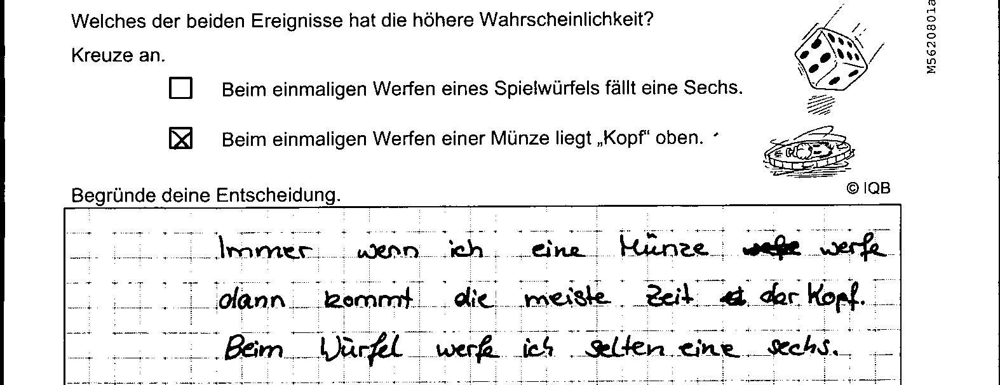 Welches der beiden Ereignisse hat die höhere Wahrscheinlichkeit?
Kreuze an.
Beim einmaligen Werfen eines Spielwürfels fällt eine Sechs.
Beim einmaligen Werfen einer Münze liegt „Kopf“ oben.
M5620801a
© IQB
Begründe deine Entscheidung.
Immer wenn ich eine Münze werfe
dann kommt die meiste Zeit der Kopf.
Beim Würfel werfe ich selten eine sechs.